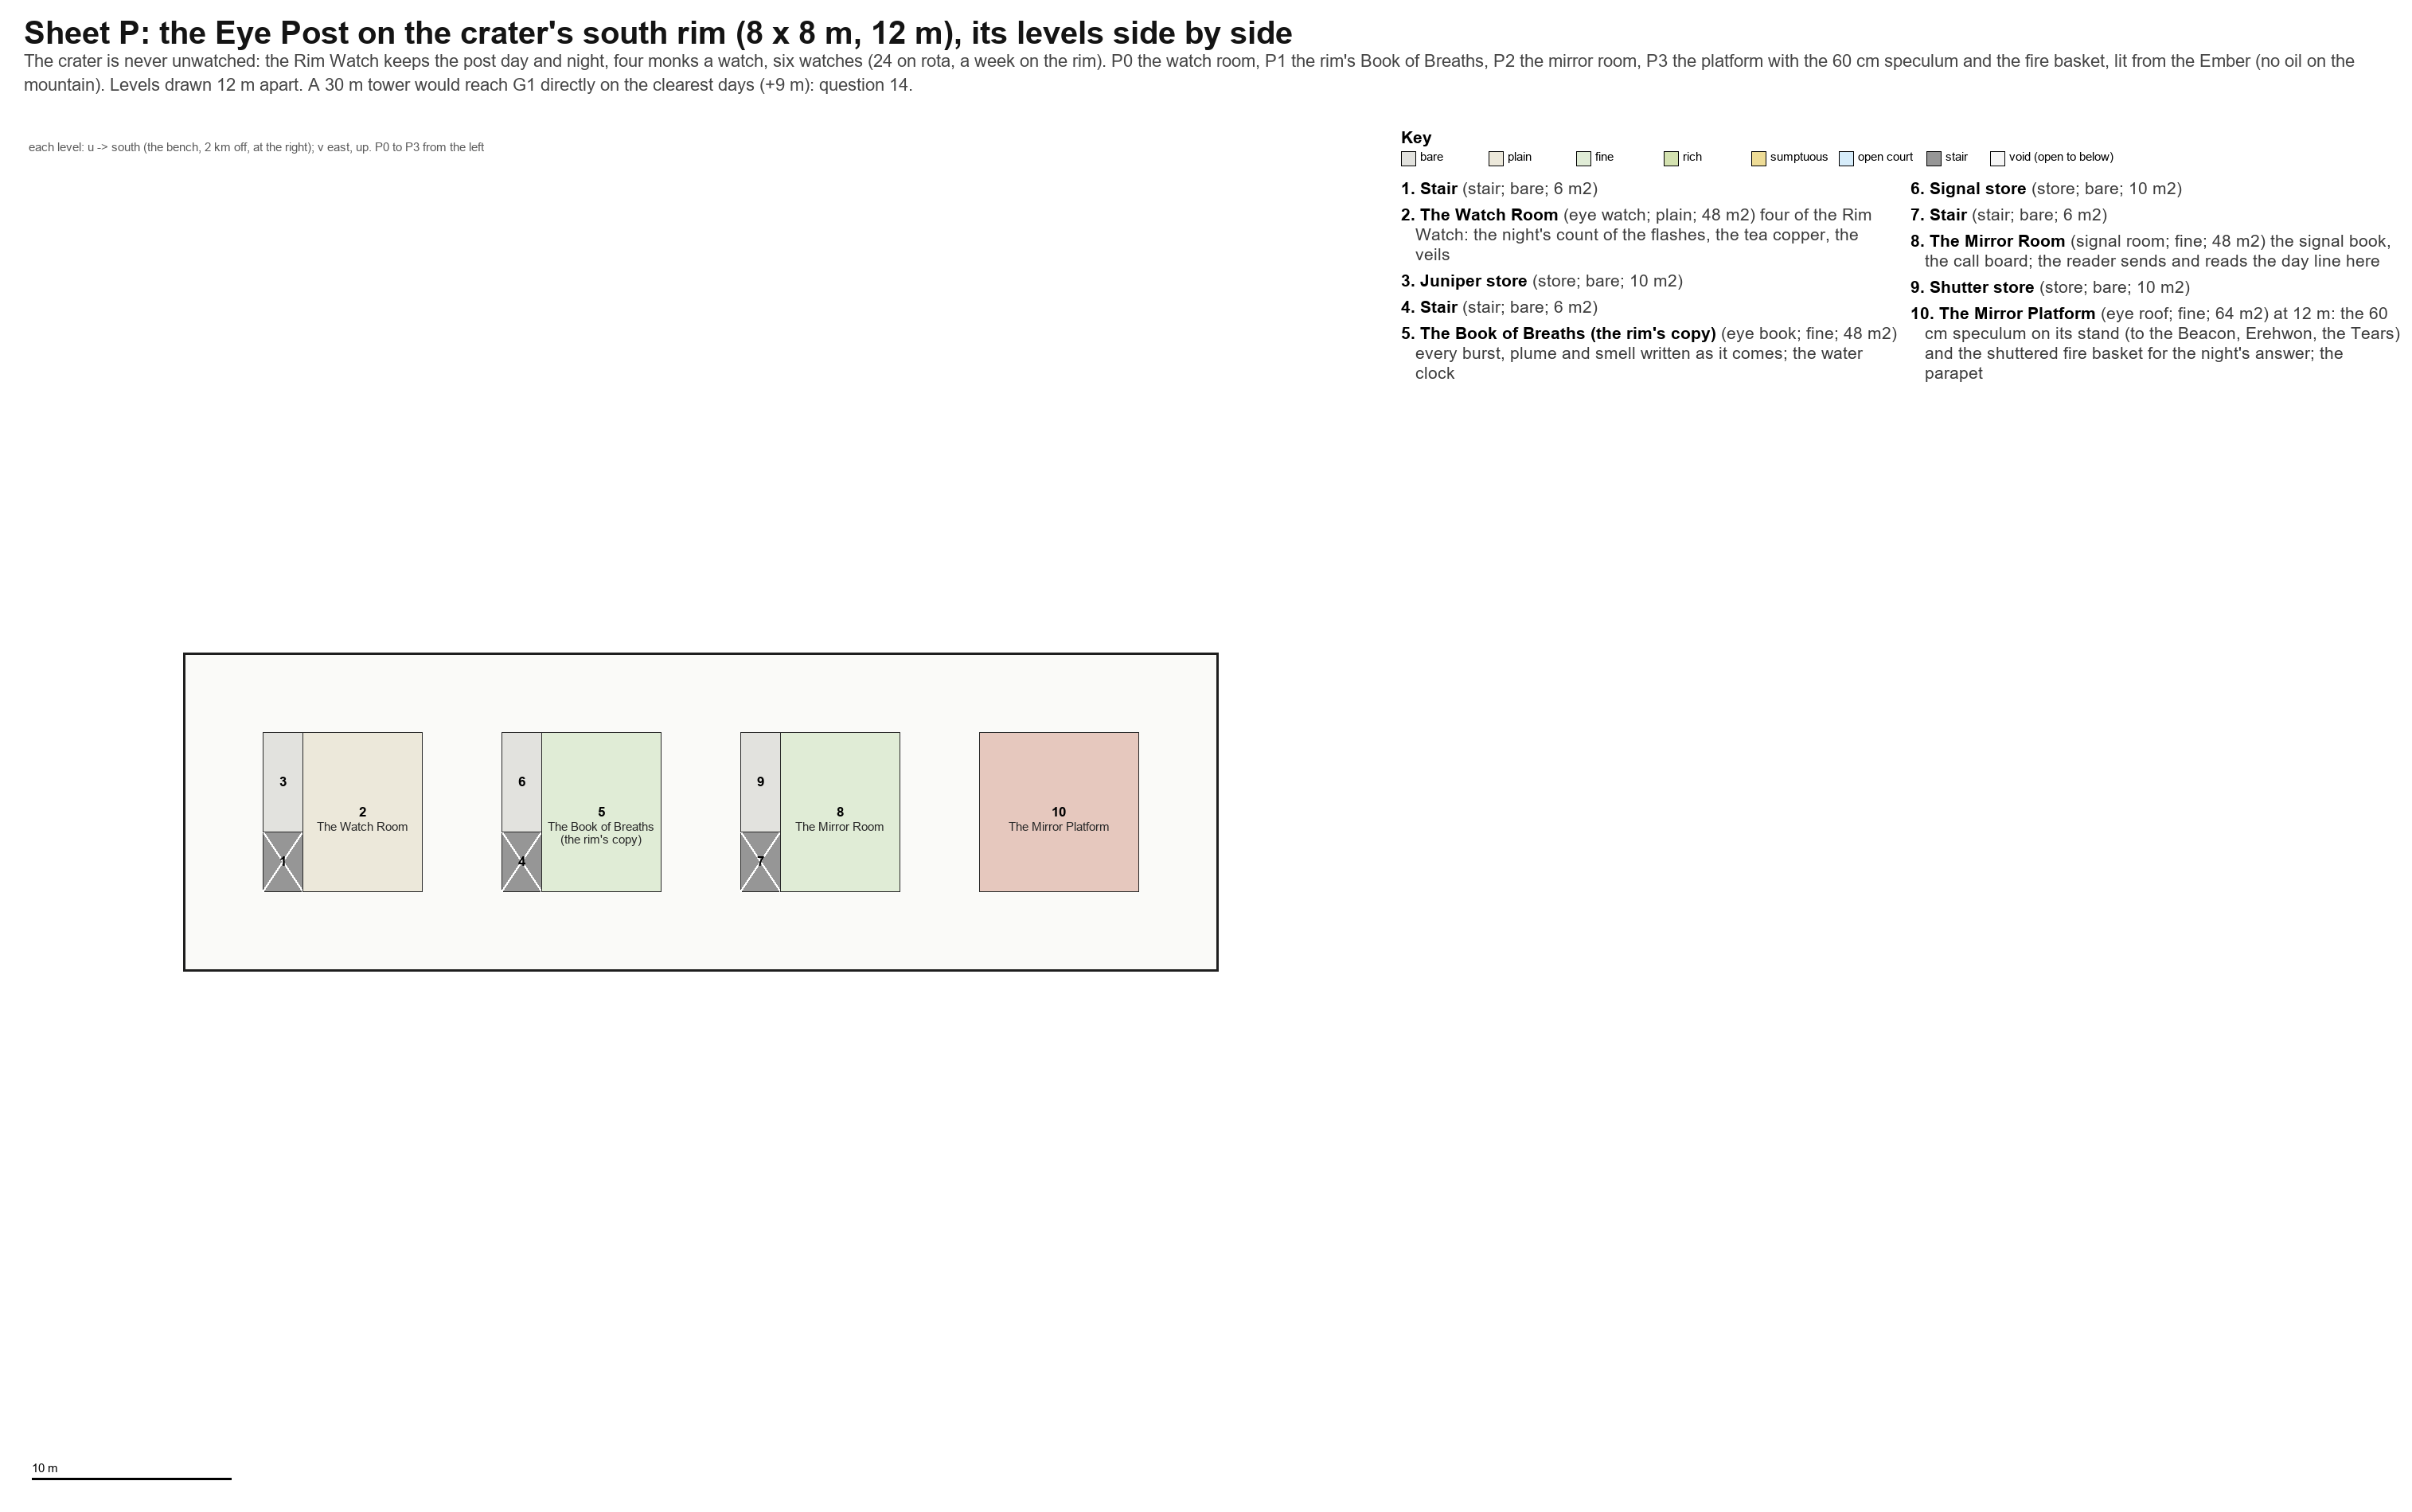 Sheet P: the Eye Post on the crater's south rim (8 x 8 m, 12 m), its levels side by side
The crater is never unwatched: the Rim Watch keeps the post day and night, four monks a watch, six watches (24 on rota, a week on the rim). P0 the watch room, P1 the rim's Book of Breaths, P2 the mirror room, P3 the platform with the 60 cm speculum and the fire basket, lit from the Ember (no oil on the
mountain). Levels drawn 12 m apart. A 30 m tower would reach G1 directly on the clearest days (+9 m): question 14.
each level: u -> south (the bench, 2 km off, at the right); v east, up. P0 to P3 from the left
Key
bare plain fine rich sumptuous open court stair void (open to below)
1. Stair (stair; bare; 6 m2)
2. The Watch Room (eye watch; plain; 48 m2) four of the Rim
Watch: the night's count of the flashes, the tea copper, the
veils
3. Juniper store (store; bare; 10 m2)
4. Stair (stair; bare; 6 m2)
5. The Book of Breaths (the rim's copy) (eye book; fine; 48 m2)
every burst, plume and smell written as it comes; the water
clock
6. Signal store (store; bare; 10 m2)
7. Stair (stair; bare; 6 m2)
8. The Mirror Room (signal room; fine; 48 m2) the signal book,
the call board; the reader sends and reads the day line here
9. Shutter store (store; bare; 10 m2)
10. The Mirror Platform (eye roof; fine; 64 m2) at 12 m: the 60
cm speculum on its stand (to the Beacon, Erehwon, the Tears)
and the shuttered fire basket for the night's answer; the
parapet
3
2
The Watch Room
1
6
5
The Book of Breaths
(the rim's copy)
4
9
8
The Mirror Room
7
10
The Mirror Platform
10 m